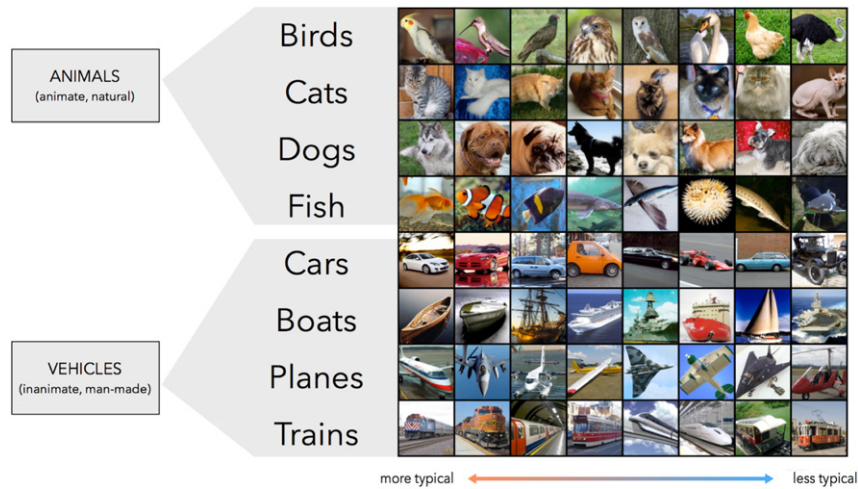 ANIMALS
(animate, natural)
Birds
Cats
Dogs
Fish
VEHICLES
(inanimate, man-made)
Cars
Boats
Planes
Trains
more typical
less typical